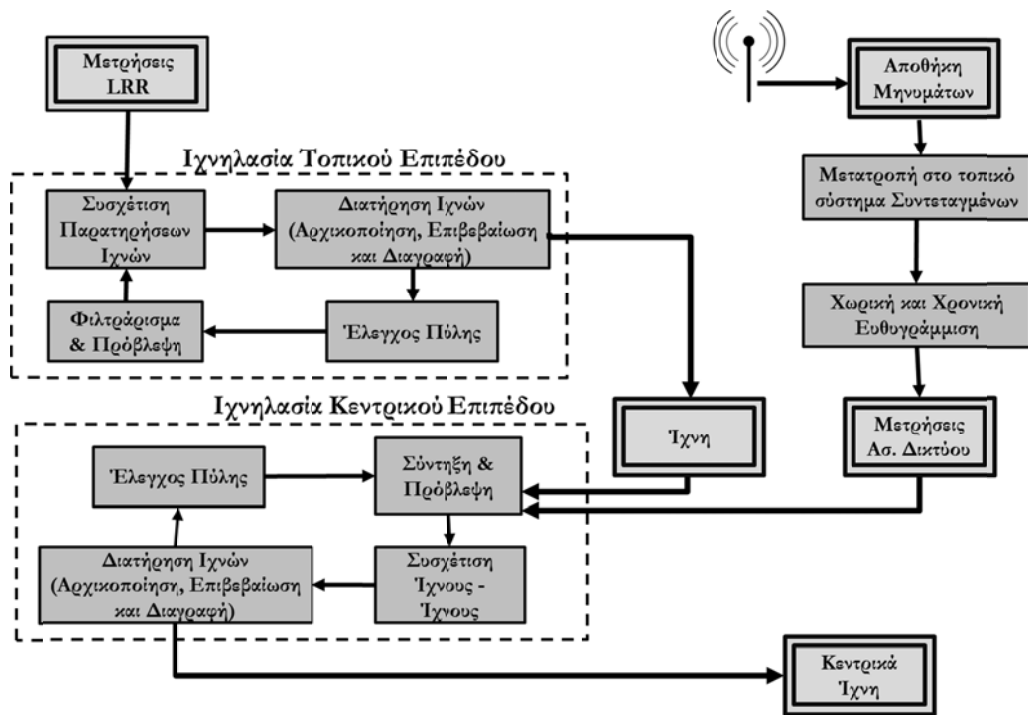 Μετρήσεις
LRR
Αποθήκη
Μηνυμάτων
Ιχνηλασία Τοπικού Επιπέδου
Συσχέτιση
Παρατηρήσεων
Ιχνών
Διατήρηση Ιχνών
(Αρχικοποίηση, Επιβεβαίωση
και Διαγραφή)
Μετατροπή στο τοπικό
σύστημα Συντεταγμένων
Φιλτράρισμα
& Πρόβλεψη
Έλεγχος Πύλης
Χωρική και Χρονική
Ευθυγράμμιση
Ιχνηλασία Κεντρικού Επιπέδου
Έλεγχος Πύλης
Σύντηξη &
Πρόβλεψη
Ίχνη
Μετρήσεις
Ασ. Δικτύου
Διατήρηση Ιχνών
(Αρχικοποίηση, Επιβεβαίωση
και Διαγραφή)
Συσχέτιση
Ίχνους -
Ίχνους
Κεντρικά
Ίχνη